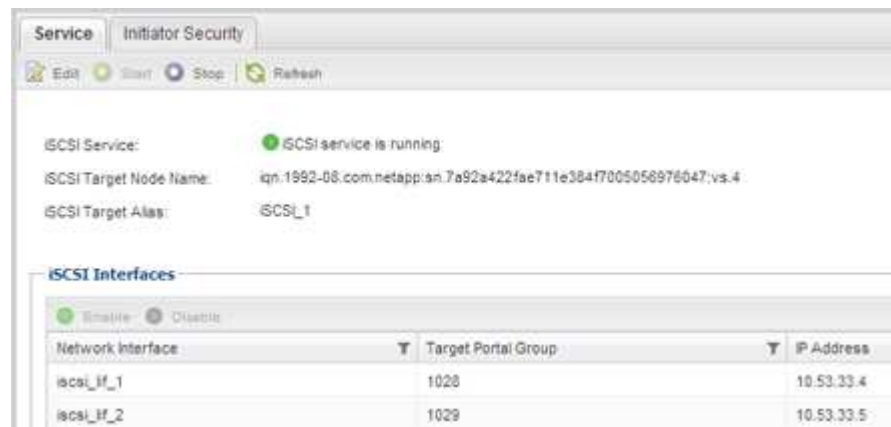 Service Initiator Security
Edit Start Stop Refresh
iSCSI Service: iSCSI service is running
iSCSI Target Node Name: iqn.1992-08.com.netapp:sn.7a92a422fae711e384f7005056976047:vs.4
iSCSI Target Alias: iSCSI_1
iSCSI Interfaces
Enable Disable
Network Interface Target Portal Group IP Address
iscsi_lif_1 1028 10.53.33.4
iscsi_lif_2 1029 10.53.33.5